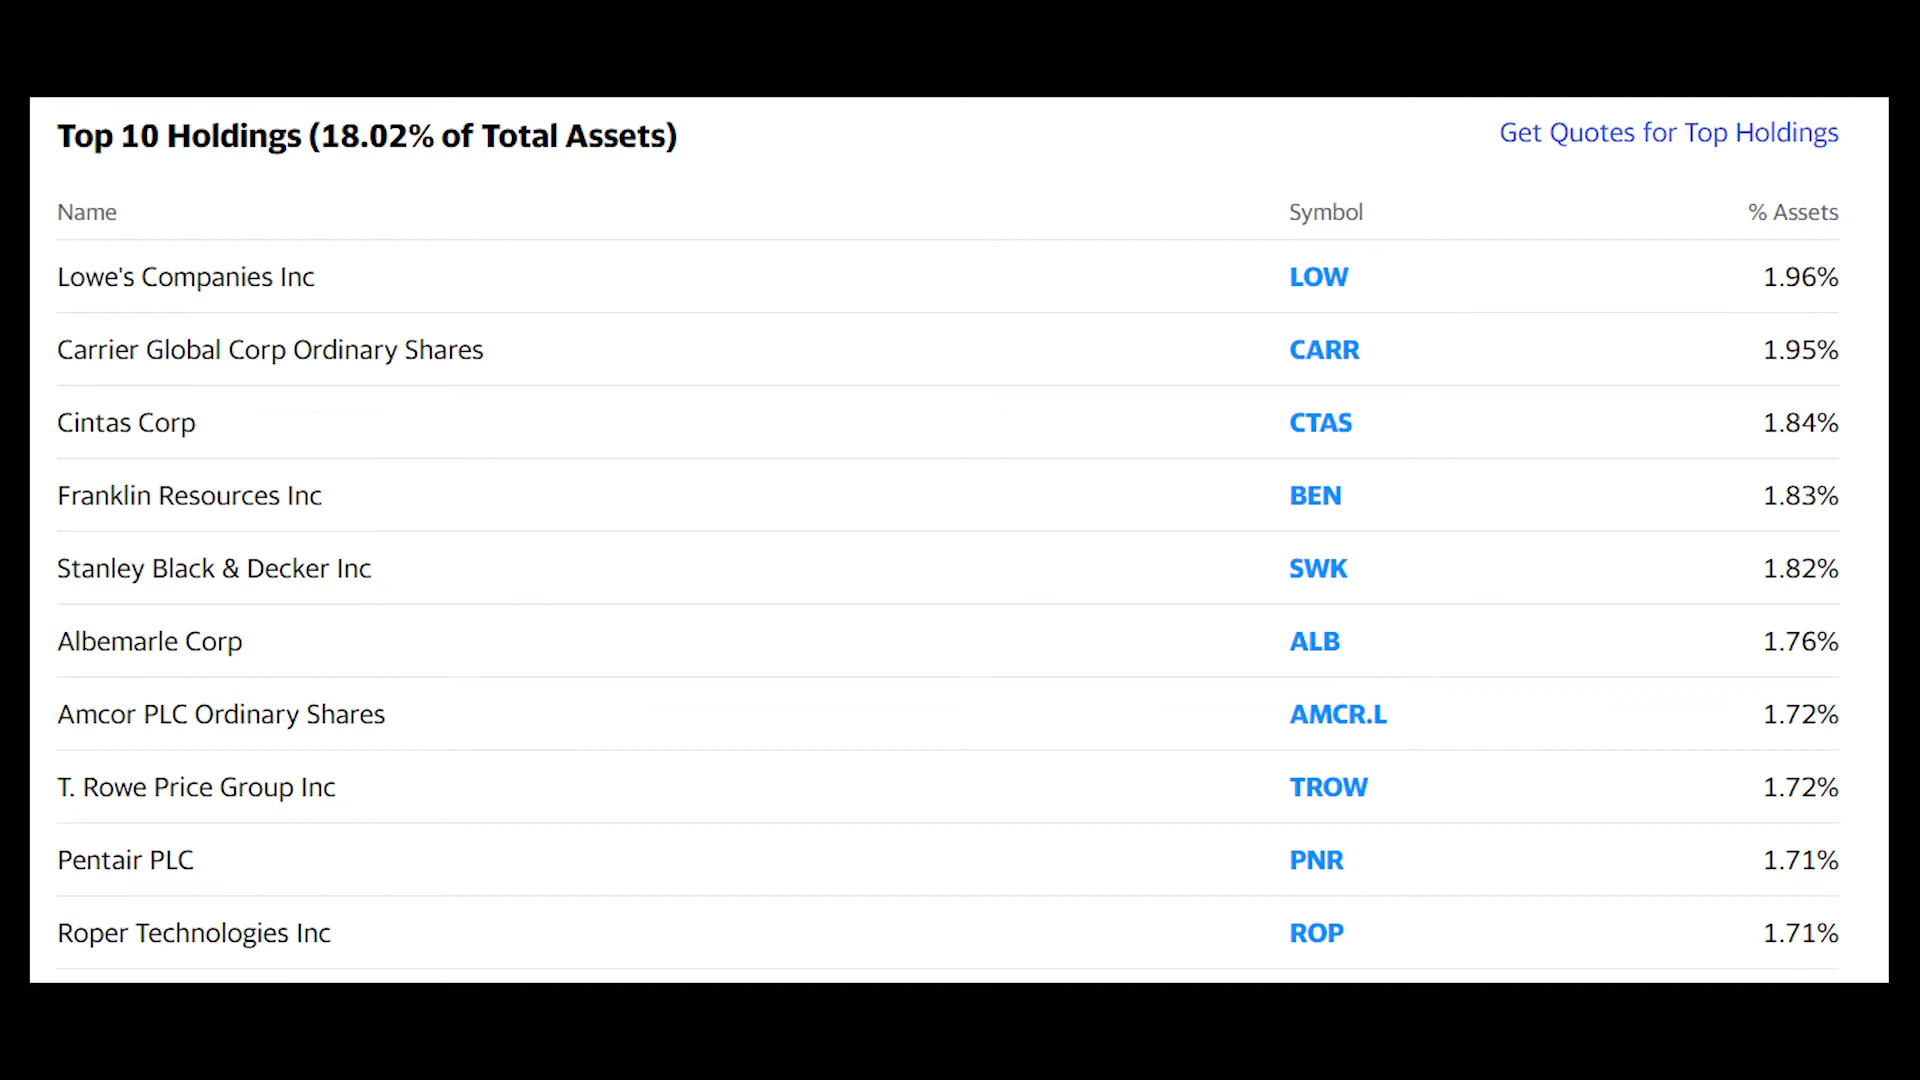 Top 10 Holdings (18.02% of Total Assets) Get Quotes for Top Holdings
Name Symbol % Assets
Lowe's Companies Inc LOW 1.96%
Carrier Global Corp Ordinary Shares CARR 1.95%
Cintas Corp CTAS 1.84%
Franklin Resources Inc BEN 1.83%
Stanley Black & Decker Inc SWK 1.82%
Albemarle Corp ALB 1.76%
Amcor PLC Ordinary Shares AMCR.L 1.72%
T. Rowe Price Group Inc TROW 1.72%
Pentair PLC PNR 1.71%
Roper Technologies Inc ROP 1.71%